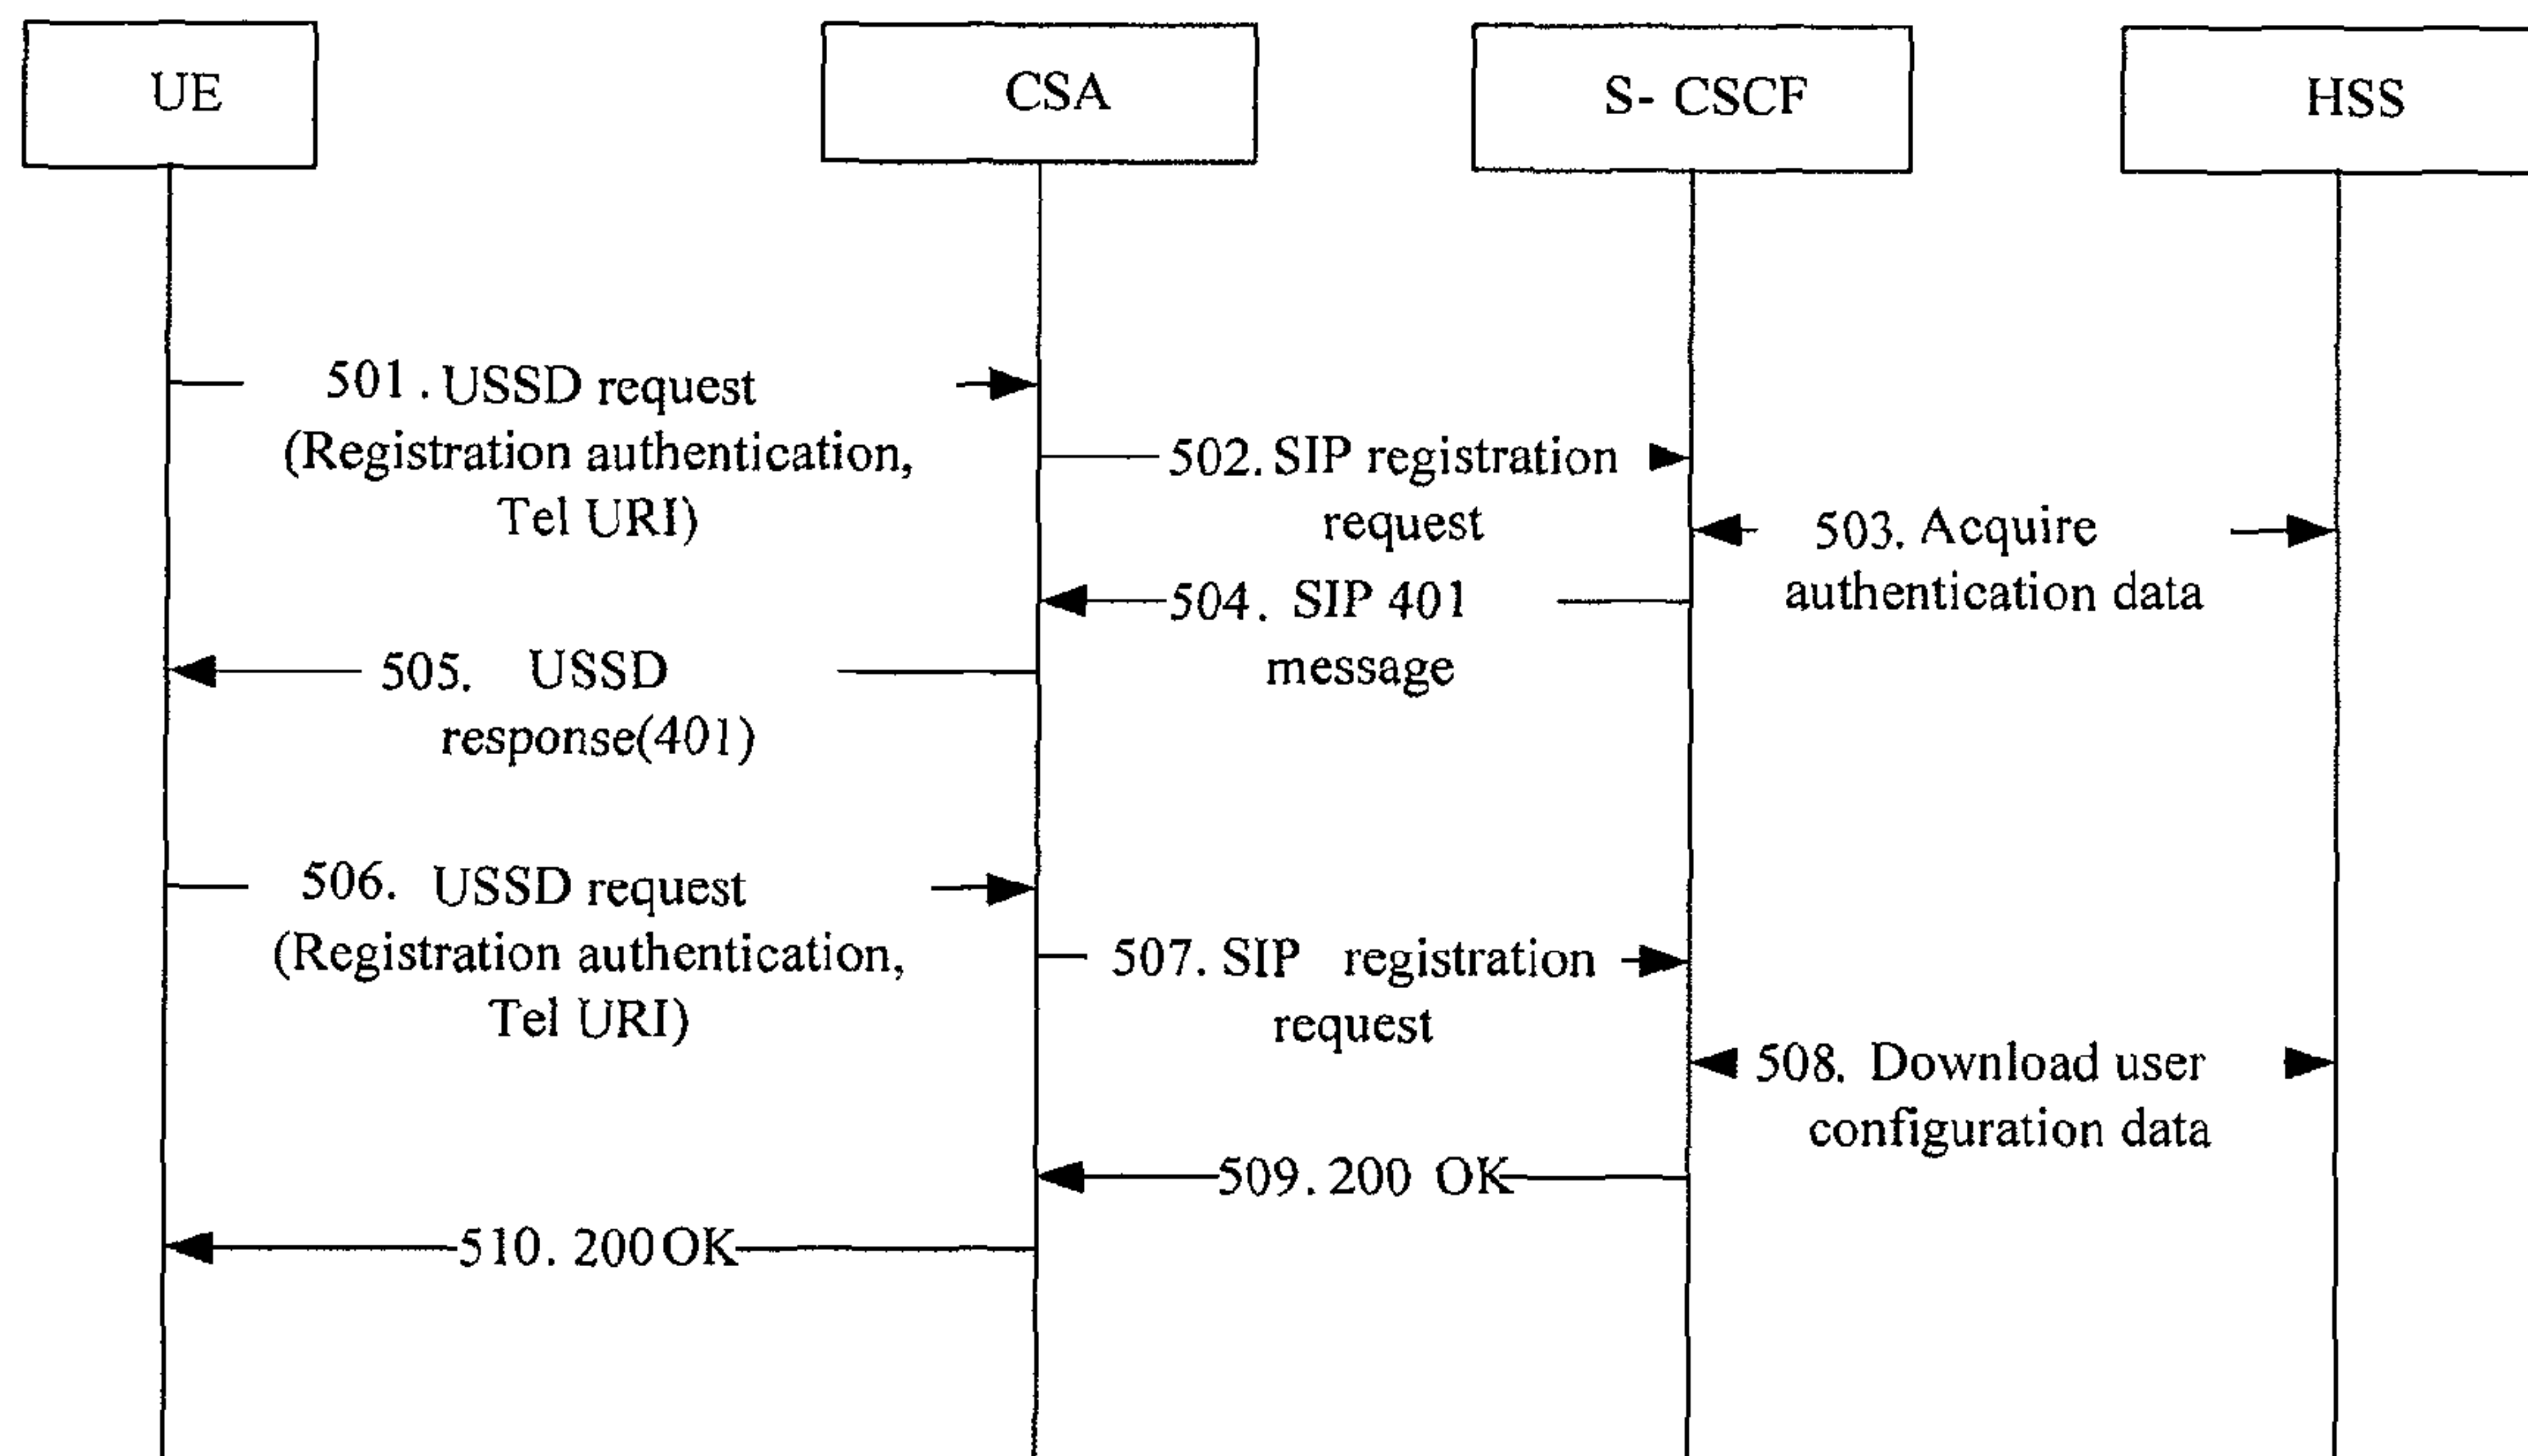 UE
CSA
S- CSCF
HSS
501. USSD request
(Registration authentication,
Tel URI)
502. SIP registration
request
503. Acquire
authentication data
504. SIP 401
message
505. USSD
response(401)
506. USSD request
(Registration authentication,
Tel URI)
507. SIP registration
request
508. Download user
configuration data
509. 200 OK
510. 200 OK